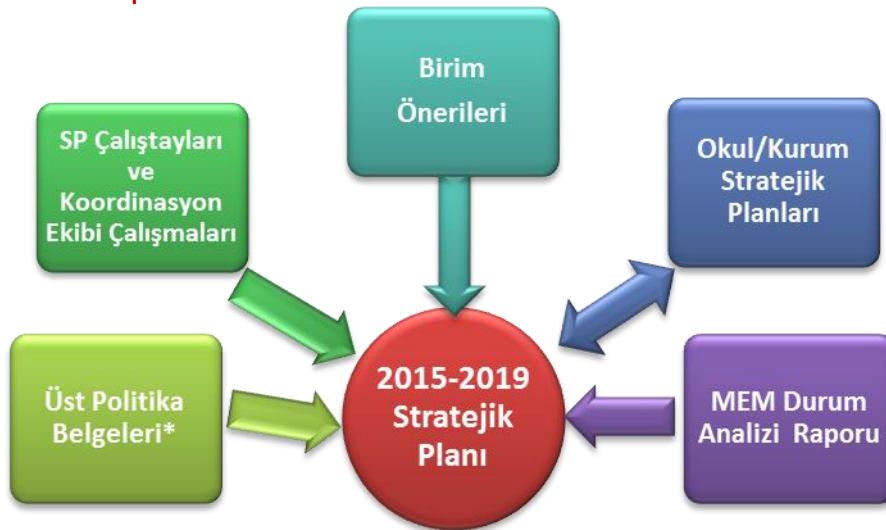 Birim
Önerileri
SP Çalıştayları
ve
Koordinasyon
Ekibi Çalışmaları
Okul/Kurum
Stratejik
Planları
Üst Politika
Belgeleri*
2015-2019
Stratejik
Planı
MEM Durum
Analizi Raporu